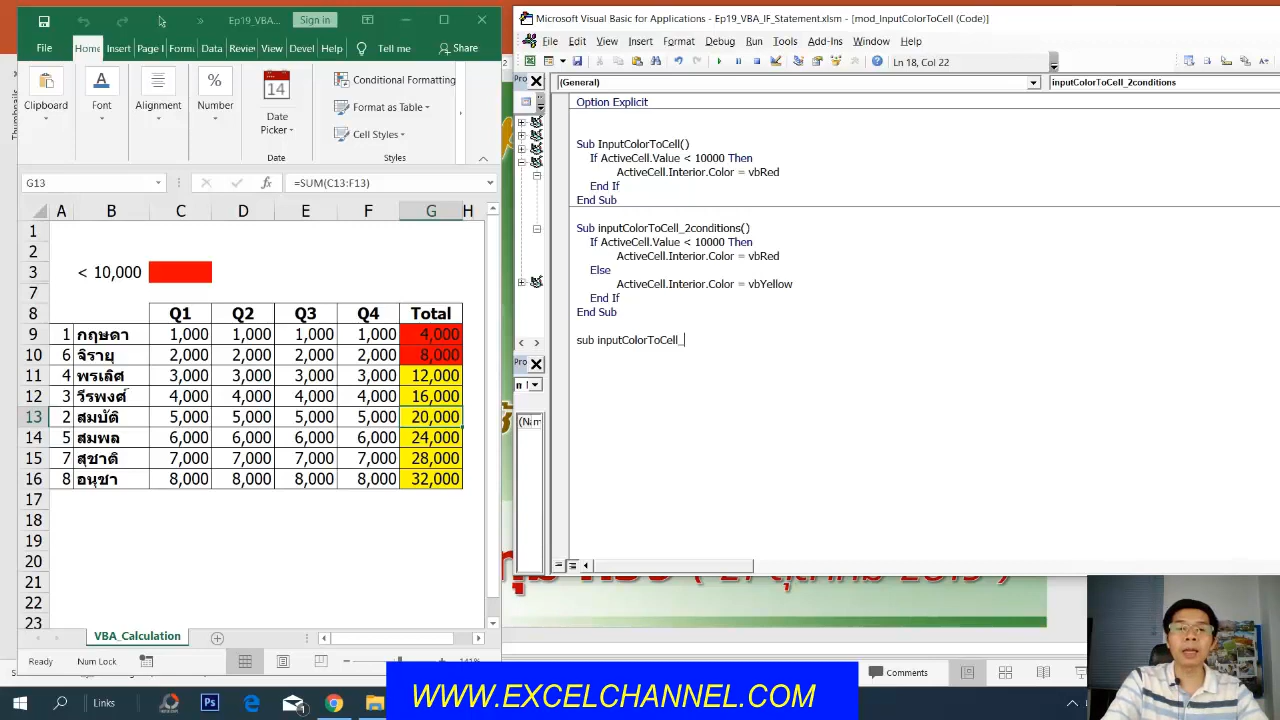 Sign in
File
Home
Insert
Page I
Formu
Data
Reviev
View
Devel
Help
Tell me
Share
Clipboard
Font
Alignment
Number
Date
Picker
Date
Conditional Formatting
Format as Table
Cell Styles
Styles
G13
=SUM(C13:F13)
A B C D E F G H
1
2
3 < 10,000
7
8 Q1 Q2 Q3 Q4 Total
9 1 กฤษดา 1,000 1,000 1,000 1,000 4,000
10 6 จิรายุ 2,000 2,000 2,000 2,000 8,000
11 4 พรเลิศ 3,000 3,000 3,000 3,000 12,000
12 3 วีรพงศ์ 4,000 4,000 4,000 4,000 16,000
13 2 สมบัติ 5,000 5,000 5,000 5,000 20,000
14 5 สมพล 6,000 6,000 6,000 6,000 24,000
15 7 สุชาติ 7,000 7,000 7,000 7,000 28,000
16 8 อนุชา 8,000 8,000 8,000 8,000 32,000
17
18
19
20
21
22
23
VBA_Calculation
Ready
Num Lock
Microsoft Visual Basic for Applications - Ep19_VBA_IF_Statement.xlsm - [mod_InputColorToCell (Code)]
File Edit View Insert Format Debug Run Tools Add-Ins Window Help
Ln 18, Col 22
(General)
inputColorToCell_2conditions
Option Explicit
Sub InputColorToCell()
If ActiveCell.Value < 10000 Then
ActiveCell.Interior.Color = vbRed
End If
End Sub
Sub inputColorToCell_2conditions()
If ActiveCell.Value < 10000 Then
ActiveCell.Interior.Color = vbRed
Else
ActiveCell.Interior.Color = vbYellow
End If
End Sub
sub inputColorToCell_
Comments
Links
WWW.EXCELCHANNEL.COM